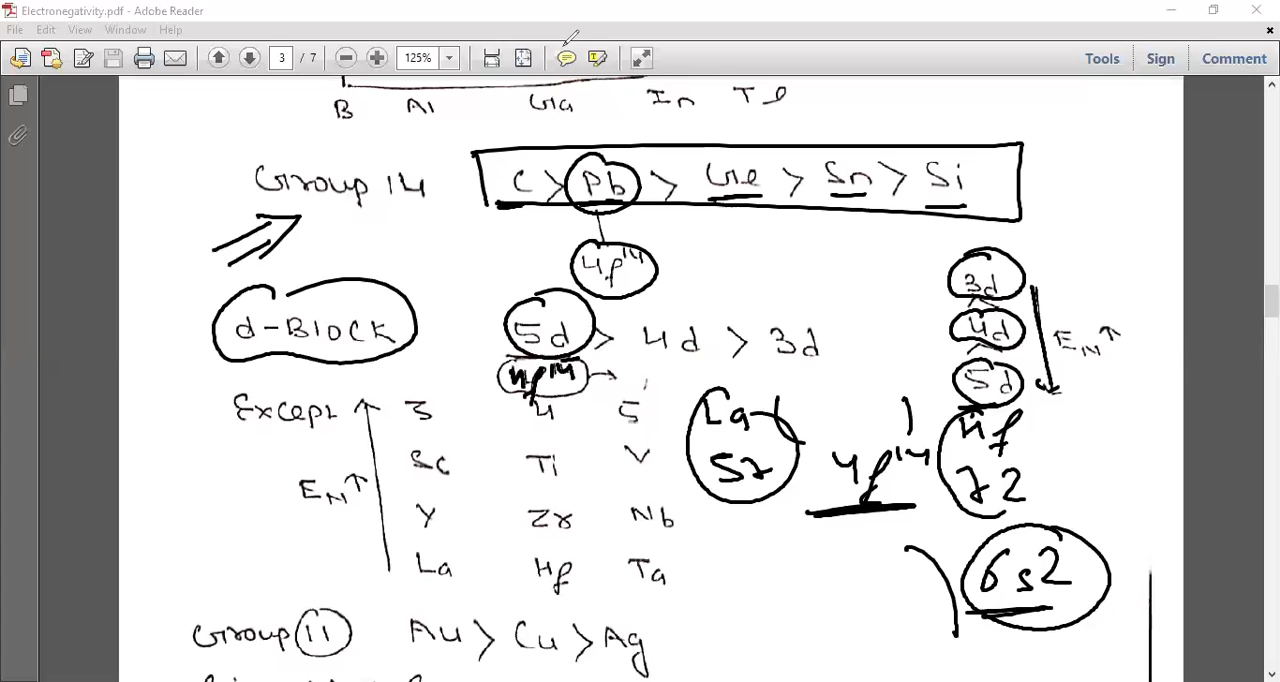 Electronegativity.pdf - Adobe Reader
File Edit View Window Help
3 / 7 125% Tools Sign Comment
B Al Ga In Tl
Group 14 C > Pb > Ge > Sn > Si
4f14
d-BLOCK 5d > 4d > 3d
4f14
3d
4d
5d
EN↑
Except 3 4 5
Sc Ti V
EN↑
Y Zr Nb
La Hf Ta
La
57
4f14
Hf
72
6s2
Group 11 Au > Cu > Ag